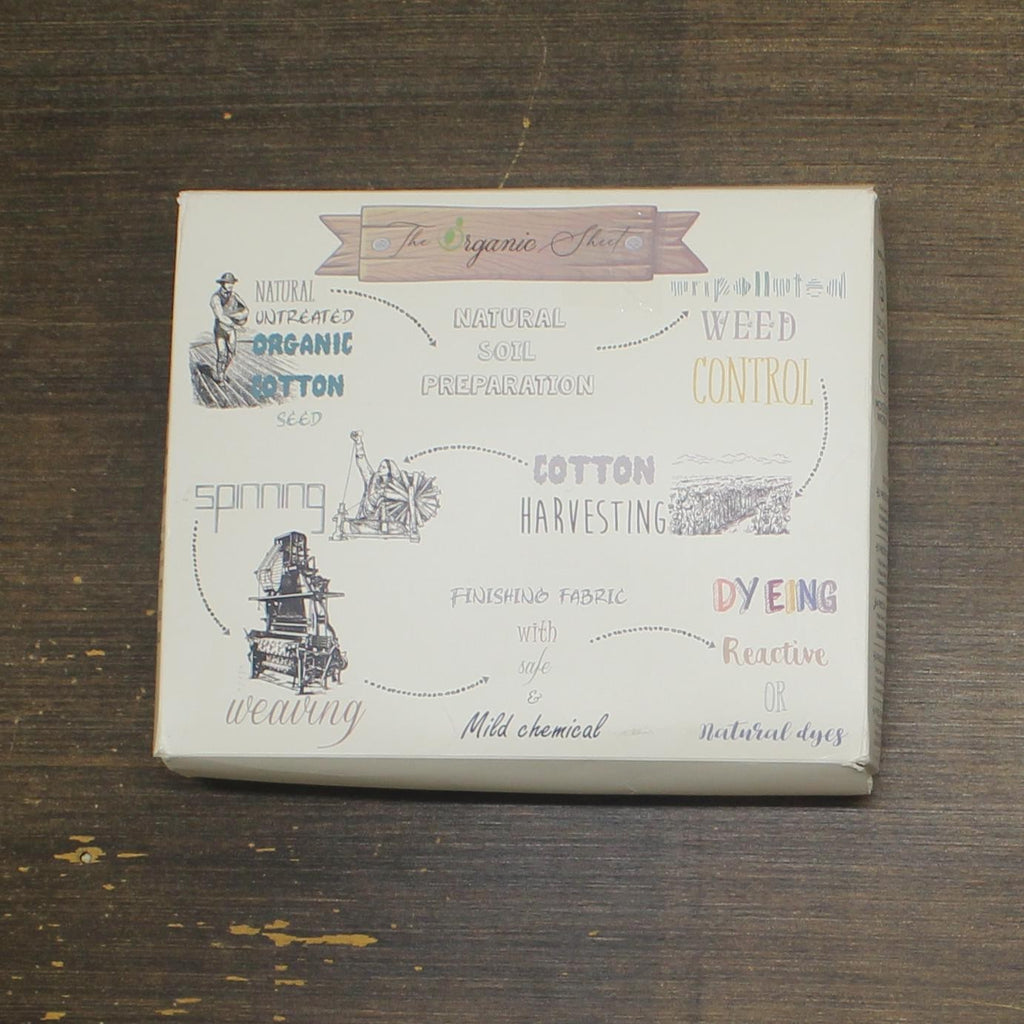 The Organic Sheet
NATURAL
UNTREATED
ORGANIC
COTTON
SEED
NATURAL
SOIL
PREPARATION
WEED
CONTROL
COTTON
HARVESTING
spinning
weaving
FINISHING FABRIC
with
safe
&
Mild chemical
DYEING
Reactive
OR
Natural dyes